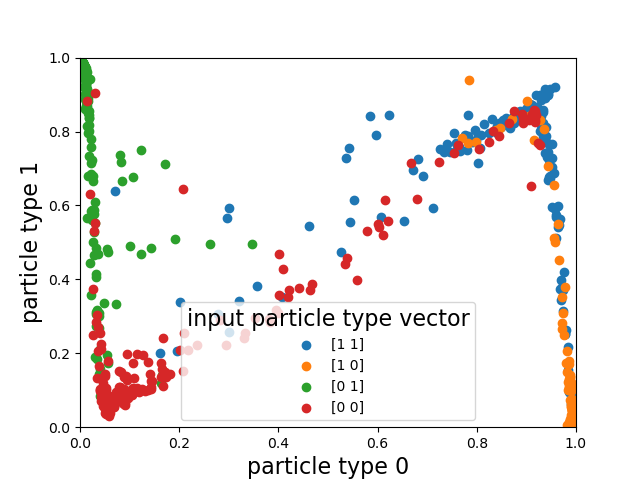 1.0
0.8
0.6
0.4
0.2
0.0
particle type 1
input particle type vector
[1 1]
[1 0]
[0 1]
[0 0]
0.0 0.2 0.4 0.6 0.8 1.0
particle type 0